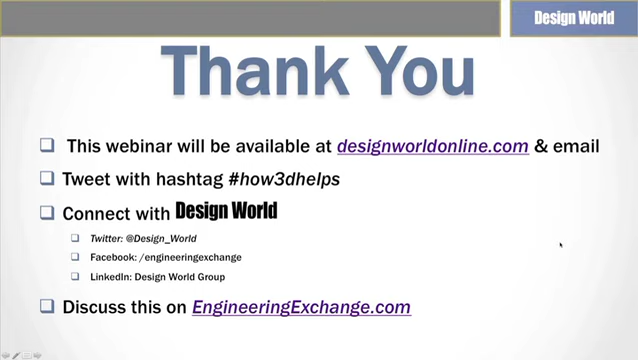 Design World
Thank You
This webinar will be available at designworldonline.com & email
Tweet with hashtag #how3dhelps
Connect with Design World
Twitter: @Design_World
Facebook: /engineeringexchange
LinkedIn: Design World Group
Discuss this on EngineeringExchange.com